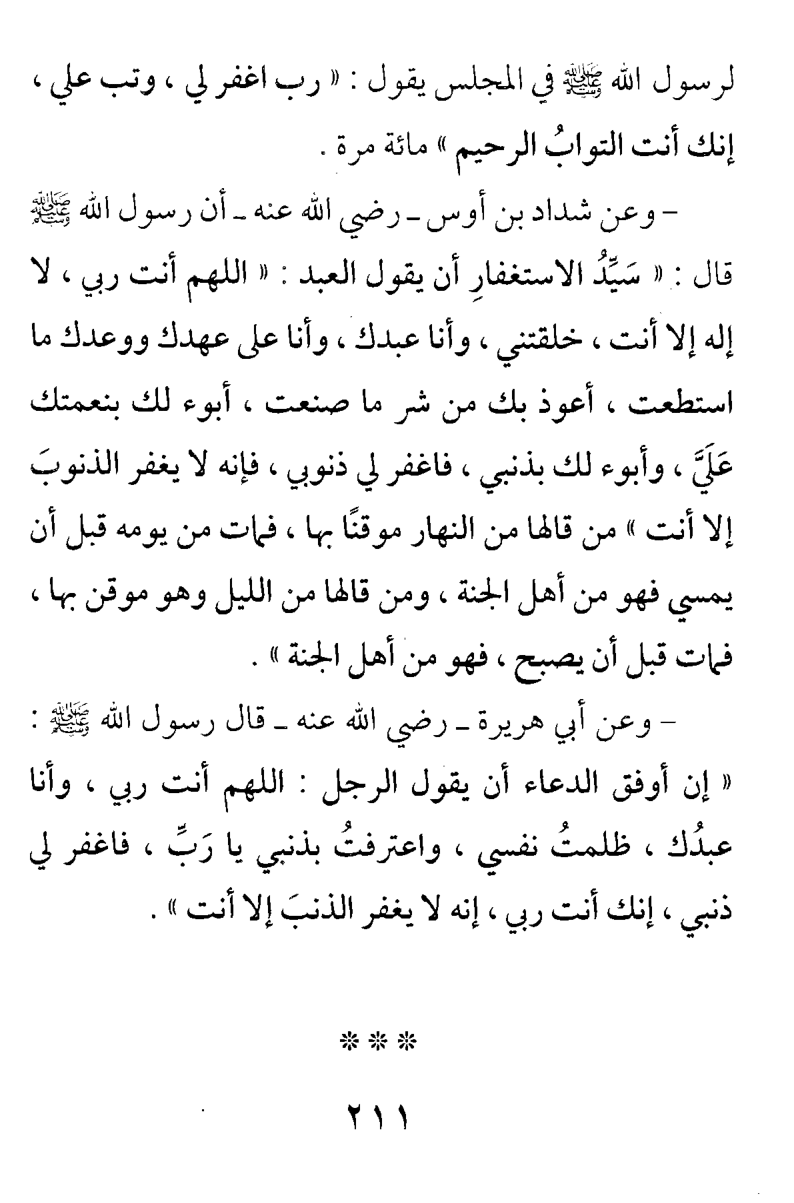 لرسول الله ﷺ في المجلس يقول : « رب اغفر لي ، وتب علي ،
إنك أنت التوابُ الرحيم » مائة مرة .
– وعن شداد بن أوس ـ رضي الله عنه ـ أن رسول الله ﷺ
قال : « سَيِّدُ الاستغفارِ أن يقول العبد : « اللهم أنت ربي ، لا
إله إلا أنت ، خلقتني ، وأنا عبدك ، وأنا على عهدك ووعدك ما
استطعت ، أعوذ بك من شر ما صنعت ، أبوء لك بنعمتك
عَلَيَّ ، وأبوء لك بذنبي ، فاغفر لي ذنوبي ، فإنه لا يغفر الذنوبَ
إلا أنت » من قالها من النهار موقنًا بها ، فمات من يومه قبل أن
يمسي فهو من أهل الجنة ، ومن قالها من الليل وهو موقن بها ،
فمات قبل أن يصبح ، فهو من أهل الجنة » .
– وعن أبي هريرة ـ رضي الله عنه ـ قال رسول الله ﷺ :
« إن أوفق الدعاء أن يقول الرجل : اللهم أنت ربي ، وأنا
عبدُك ، ظلمتُ نفسي ، واعترفتُ بذنبي يا رَبِّ ، فاغفر لي
ذنبي ، إنك أنت ربي ، إنه لا يغفر الذنبَ إلا أنت » .
* * *
٢١١